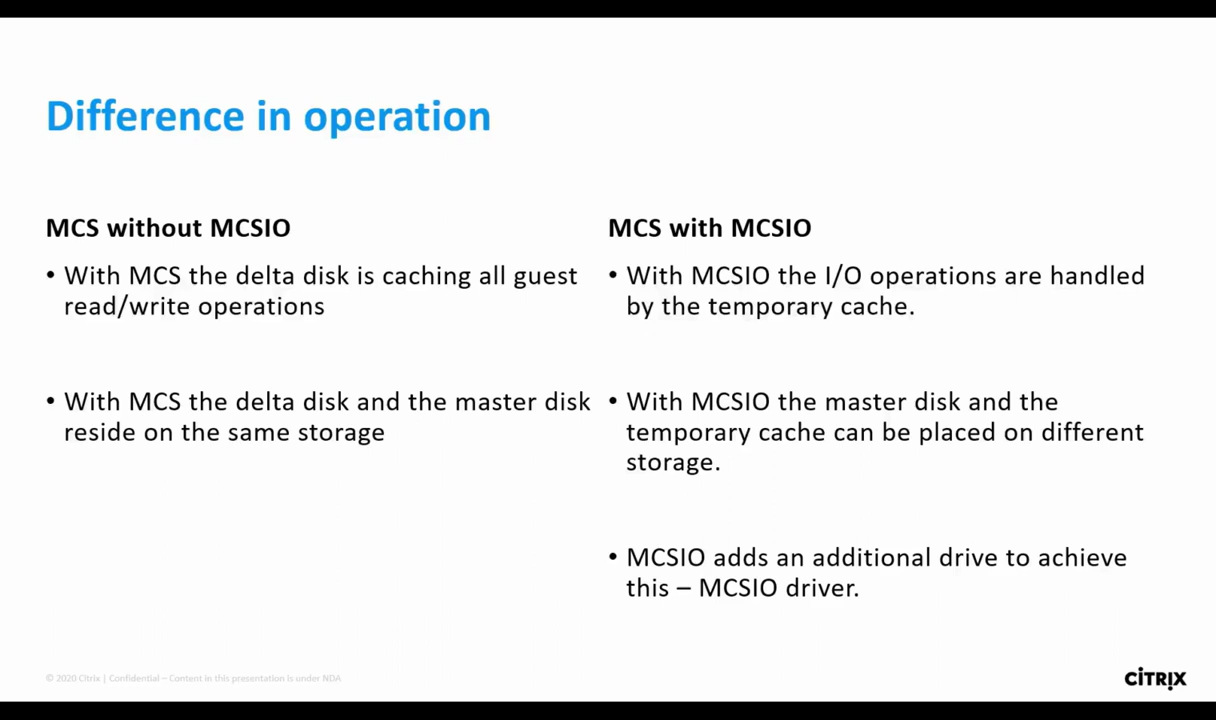 Difference in operation
MCS without MCSIO
• With MCS the delta disk is caching all guest
read/write operations
• With MCS the delta disk and the master disk
reside on the same storage
MCS with MCSIO
• With MCSIO the I/O operations are handled
by the temporary cache.
• With MCSIO the master disk and the
temporary cache can be placed on different
storage.
• MCSIO adds an additional drive to achieve
this – MCSIO driver.
© 2020 Citrix | Confidential – Content in this presentation is under NDA
citrix